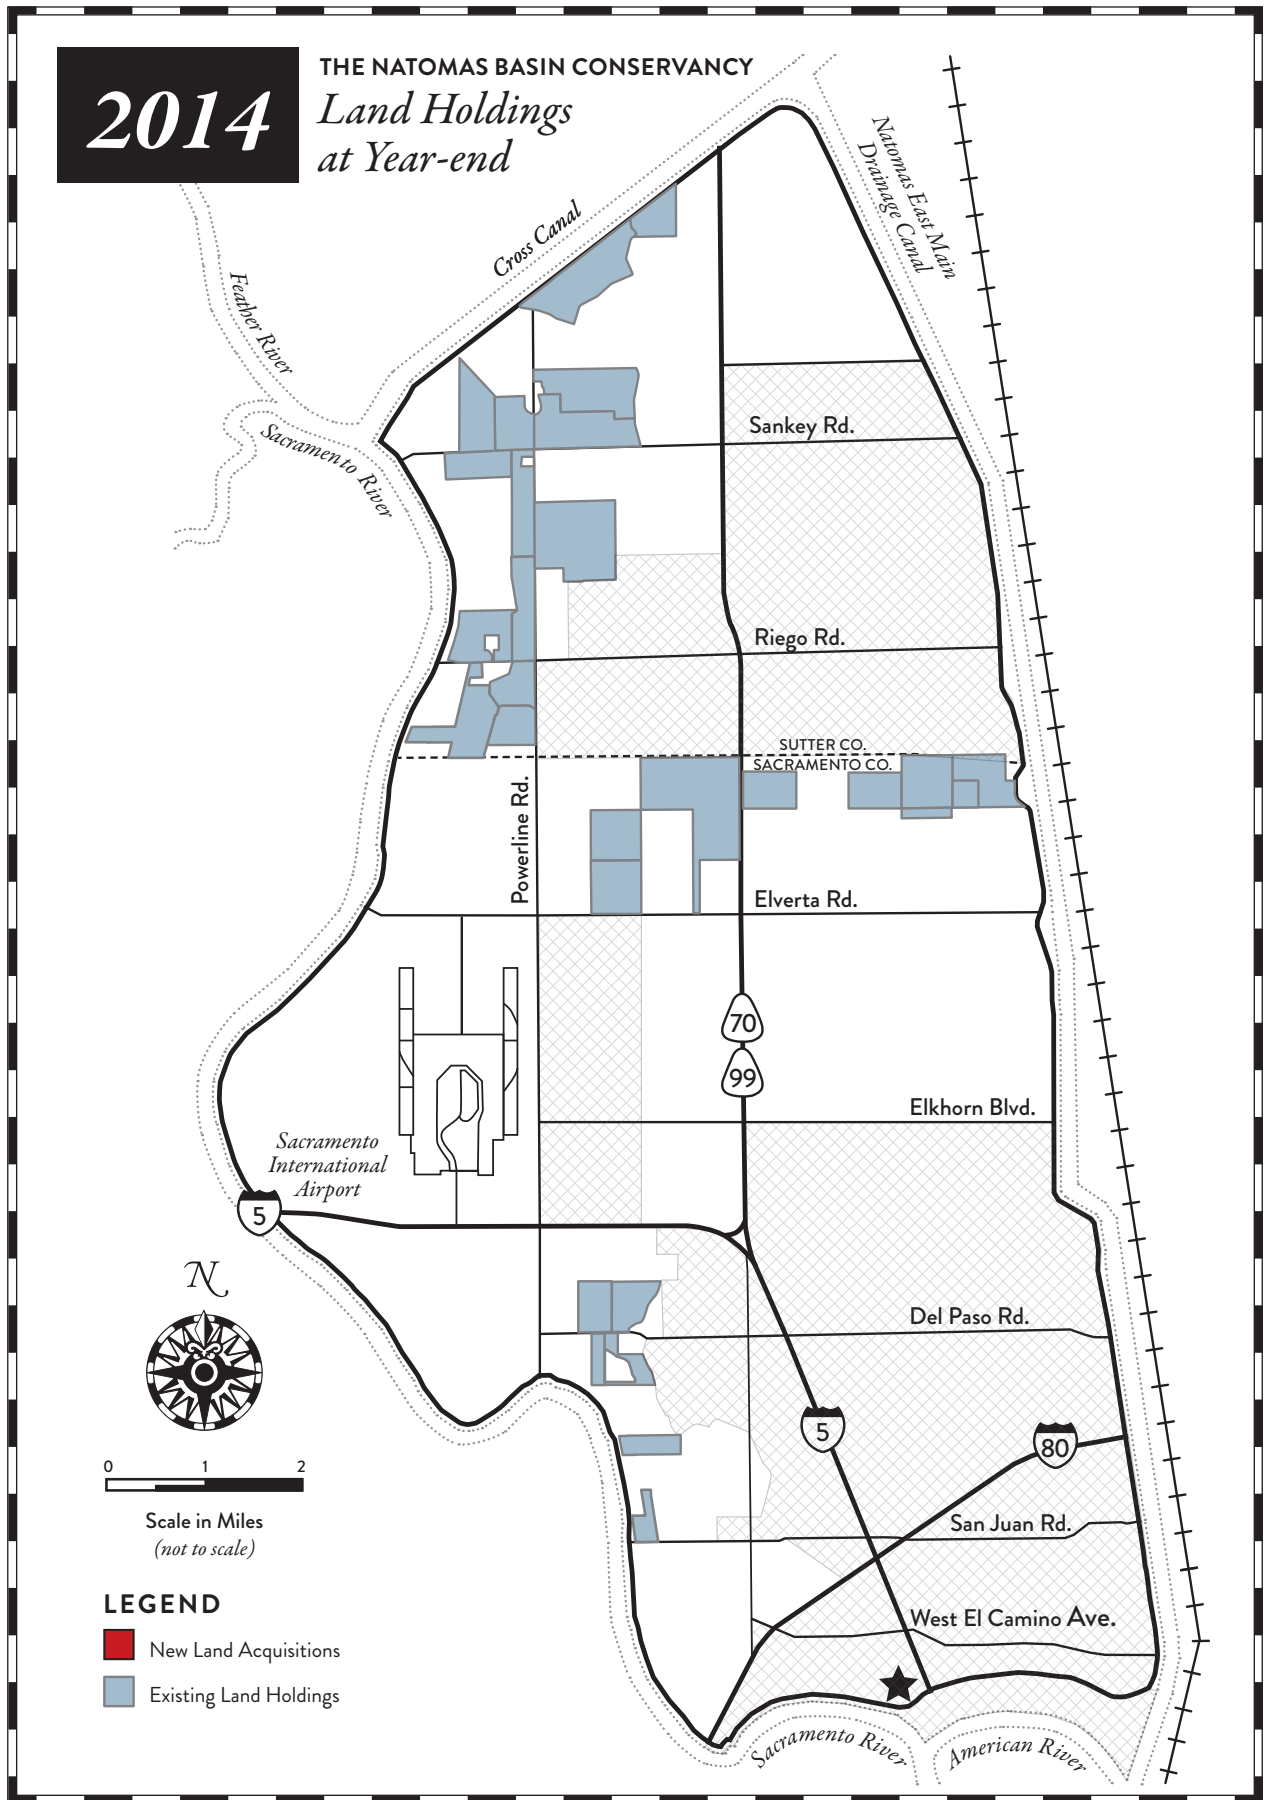 2014
THE NATOMAS BASIN CONSERVANCY
Land Holdings
at Year-end
Natomas East Main
Drainage Canal
Cross Canal
Feather River
Sacramento River
Sankey Rd.
Riego Rd.
SUTTER CO.
SACRAMENTO CO.
Powerline Rd.
Elverta Rd.
70
99
Elkhorn Blvd.
Sacramento
International
Airport
5
N
Del Paso Rd.
5
80
0 1 2
Scale in Miles
(not to scale)
San Juan Rd.
LEGEND
New Land Acquisitions
Existing Land Holdings
West El Camino Ave.
Sacramento River
American River